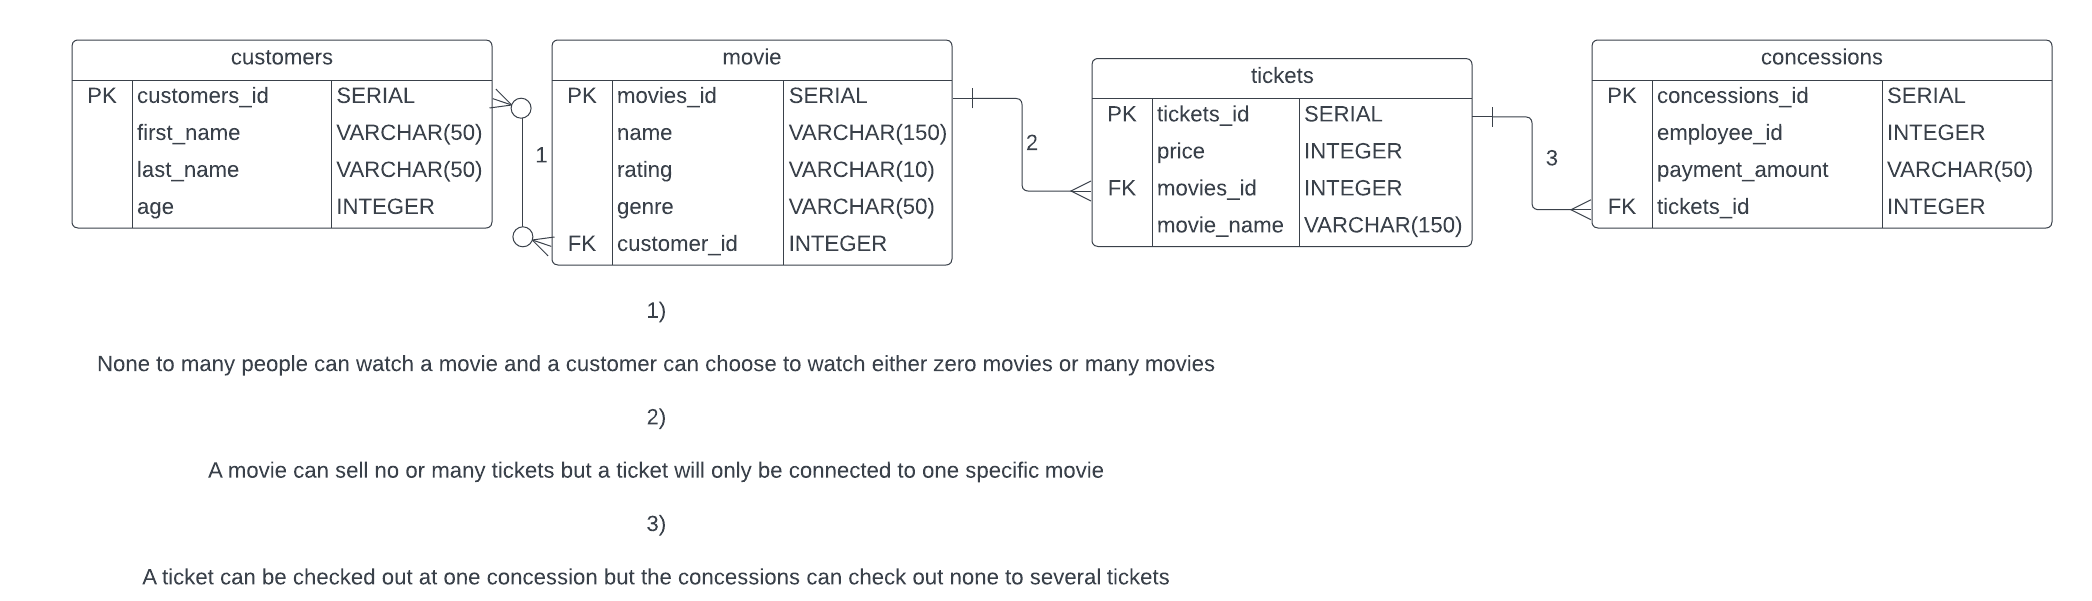 customers
PK customers_id SERIAL
first_name VARCHAR(50)
last_name VARCHAR(50)
age INTEGER
1
movie
PK movies_id SERIAL
name VARCHAR(150)
rating VARCHAR(10)
genre VARCHAR(50)
FK customer_id INTEGER
2
tickets
PK tickets_id SERIAL
price INTEGER
FK movies_id INTEGER
movie_name VARCHAR(150)
3
concessions
PK concessions_id SERIAL
employee_id INTEGER
payment_amount VARCHAR(50)
FK tickets_id INTEGER
1)
None to many people can watch a movie and a customer can choose to watch either zero movies or many movies
2)
A movie can sell no or many tickets but a ticket will only be connected to one specific movie
3)
A ticket can be checked out at one concession but the concessions can check out none to several tickets